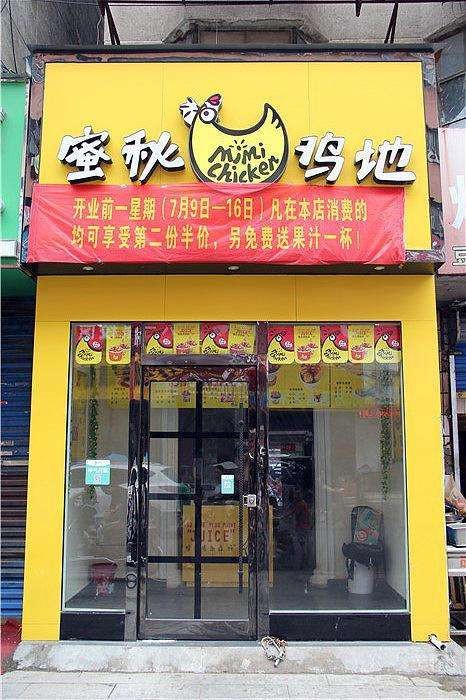 蜜秋
MiMi
chicken
鸡地
开业前一星期(7月9日—16日)凡在本店消费的
均可享受第二份半价,另免费送果汁一杯!
"JUICE"